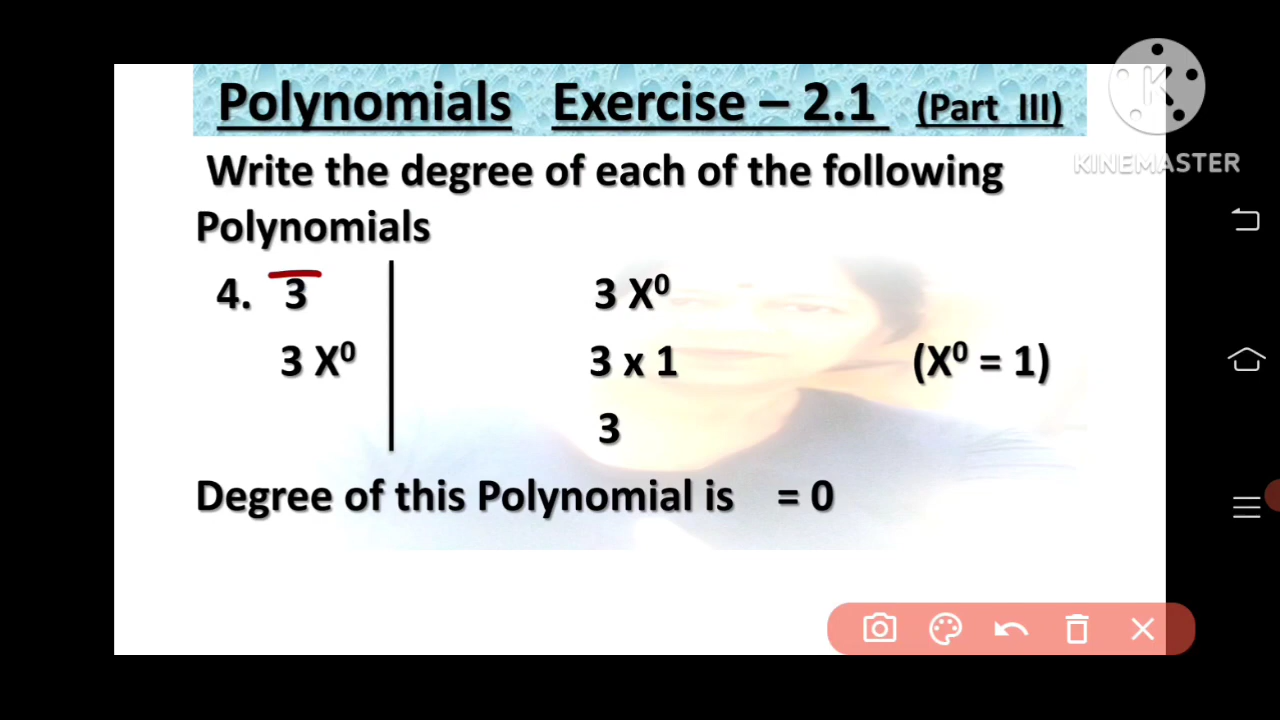 Polynomials Exercise – 2.1 (Part III)
KINEMASTER
Write the degree of each of the following
Polynomials
4. 3
3 X⁰
3 X⁰
3 x 1 (X⁰ = 1)
3
Degree of this Polynomial is = 0